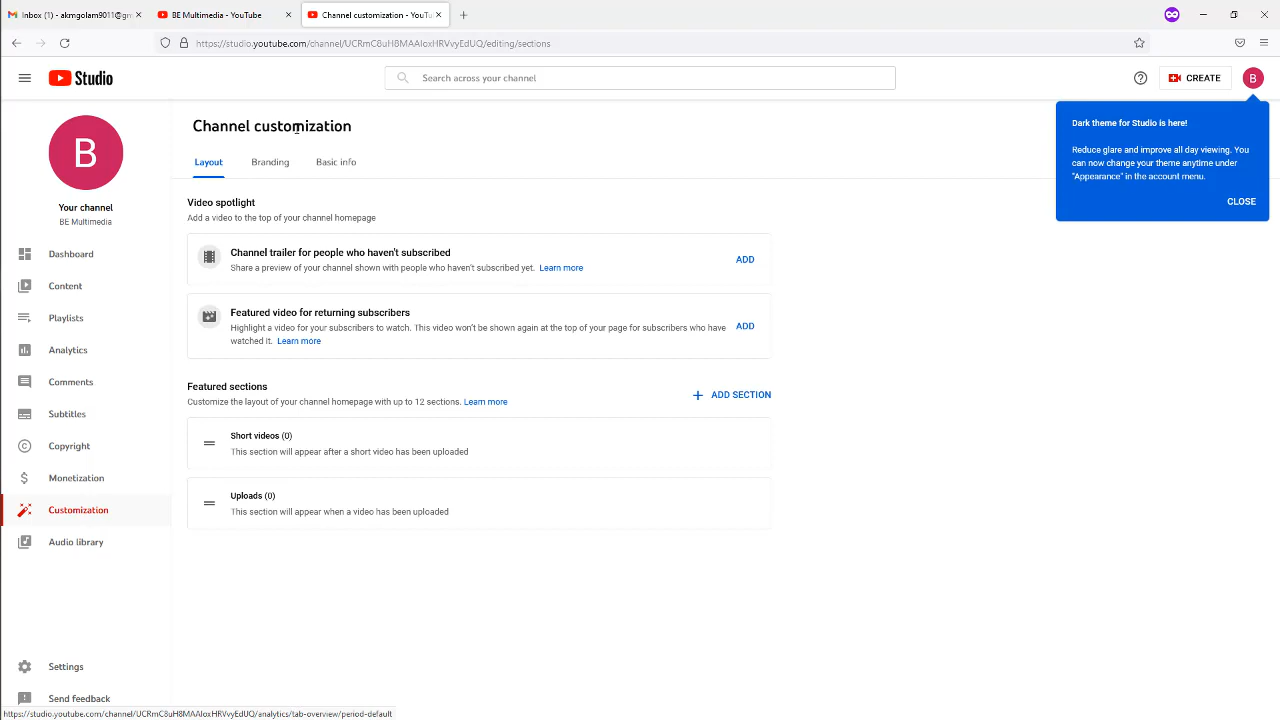 Inbox (1) - akmgolam9011@gm
BE Multimedia - YouTube
Channel customization - YouTu
https://studio.youtube.com/channel/UCRmC8uH8MAAIoxHRVvyEdUQ/editing/sections
Studio
Search across your channel
CREATE
B
Dark theme for Studio is here!
Reduce glare and improve all day viewing. You
can now change your theme anytime under
"Appearance" in the account menu.
CLOSE
B
Your channel
BE Multimedia
Dashboard
Content
Playlists
Analytics
Comments
Subtitles
Copyright
Monetization
Customization
Audio library
Settings
Send feedback
Channel customization
Layout
Branding
Basic info
Video spotlight
Add a video to the top of your channel homepage
Channel trailer for people who haven't subscribed
Share a preview of your channel shown with people who haven't subscribed yet. Learn more
ADD
Featured video for returning subscribers
Highlight a video for your subscribers to watch. This video won't be shown again at the top of your page for subscribers who have
watched it. Learn more
ADD
Featured sections
Customize the layout of your channel homepage with up to 12 sections. Learn more
ADD SECTION
Short videos (0)
This section will appear after a short video has been uploaded
Uploads (0)
This section will appear when a video has been uploaded
https://studio.youtube.com/channel/UCRmC8uH8MAAIoxHRVvyEdUQ/analytics/tab-overview/period-default